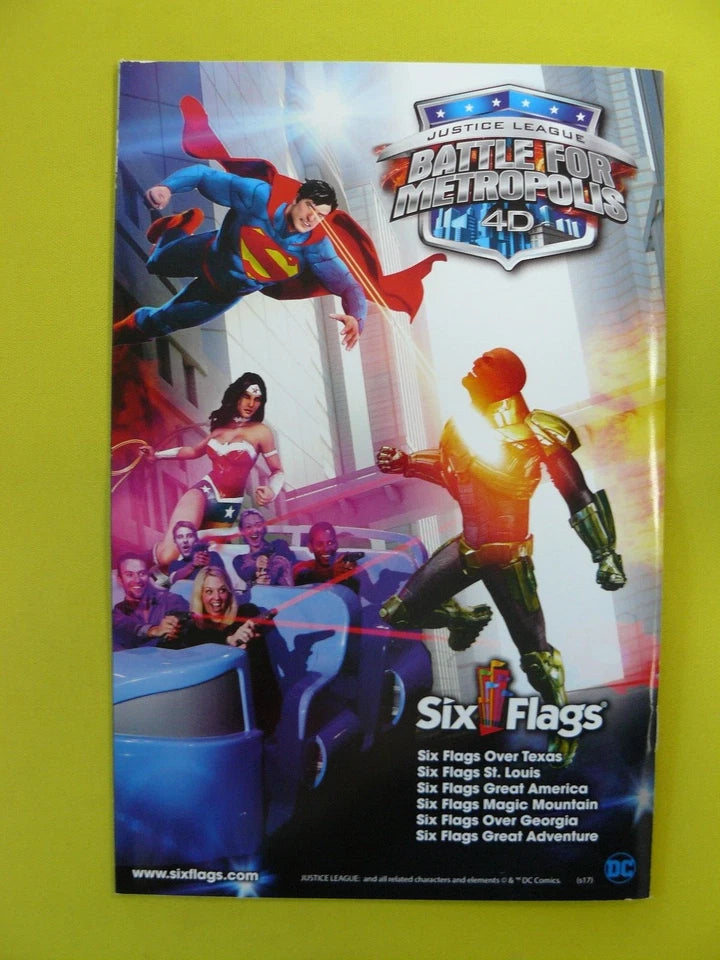 JUSTICE LEAGUE
BATTLE FOR
METROPOLIS
4D
Six Flags®
Six Flags Over Texas
Six Flags St. Louis
Six Flags Great America
Six Flags Magic Mountain
Six Flags Over Georgia
Six Flags Great Adventure
www.sixflags.com
JUSTICE LEAGUE: and all related characters and elements © & ™ DC Comics. (s17)
DC